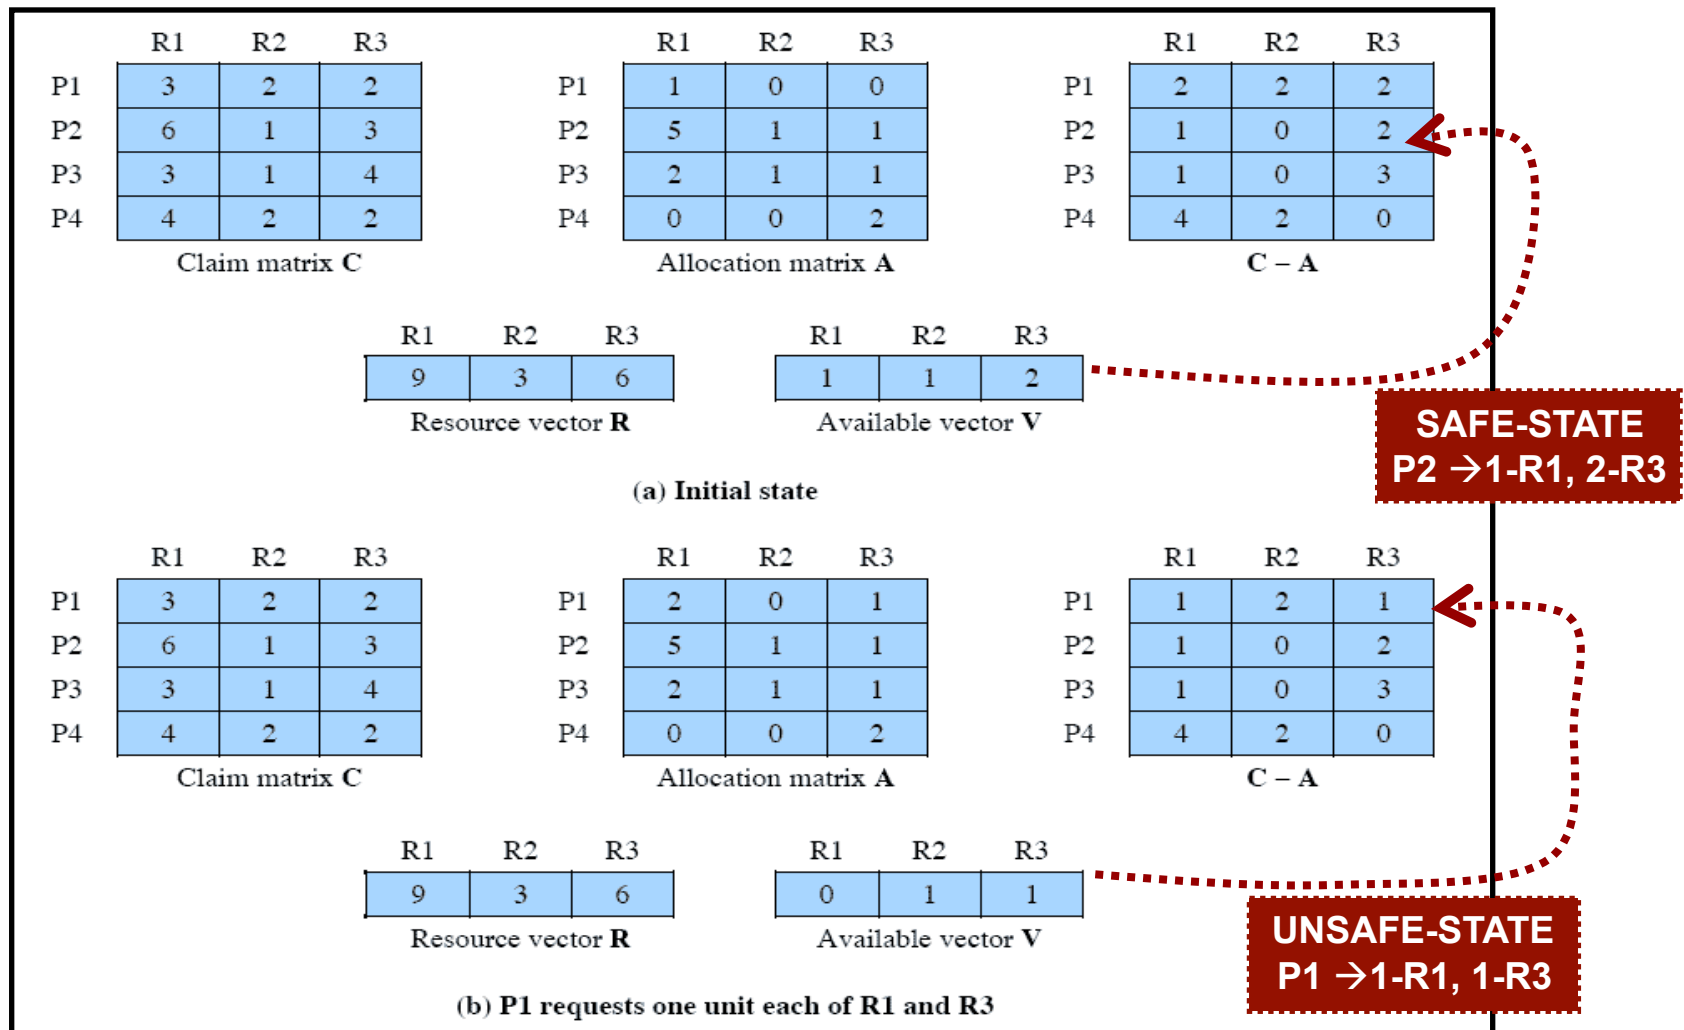 R1 R2 R3 R1 R2 R3 R1 R2 R3
P1 3 2 2 P1 1 0 0 P1 2 2 2
P2 6 1 3 P2 5 1 1 P2 1 0 2
P3 3 1 4 P3 2 1 1 P3 1 0 3
P4 4 2 2 P4 0 0 2 P4 4 2 0
Claim matrix C Allocation matrix A C – A
R1 R2 R3 R1 R2 R3
9 3 6 1 1 2
Resource vector R Available vector V
SAFE-STATE
P2 →1-R1, 2-R3
(a) Initial state
R1 R2 R3 R1 R2 R3 R1 R2 R3
P1 3 2 2 P1 2 0 1 P1 1 2 1
P2 6 1 3 P2 5 1 1 P2 1 0 2
P3 3 1 4 P3 2 1 1 P3 1 0 3
P4 4 2 2 P4 0 0 2 P4 4 2 0
Claim matrix C Allocation matrix A C – A
R1 R2 R3 R1 R2 R3
9 3 6 0 1 1
Resource vector R Available vector V
UNSAFE-STATE
P1 →1-R1, 1-R3
(b) P1 requests one unit each of R1 and R3